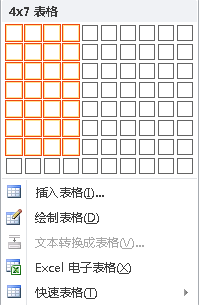 4x7 表格
插入表格(I)...
绘制表格(D)
文本转换成表格(V)...
Excel 电子表格(X)
快速表格(T)